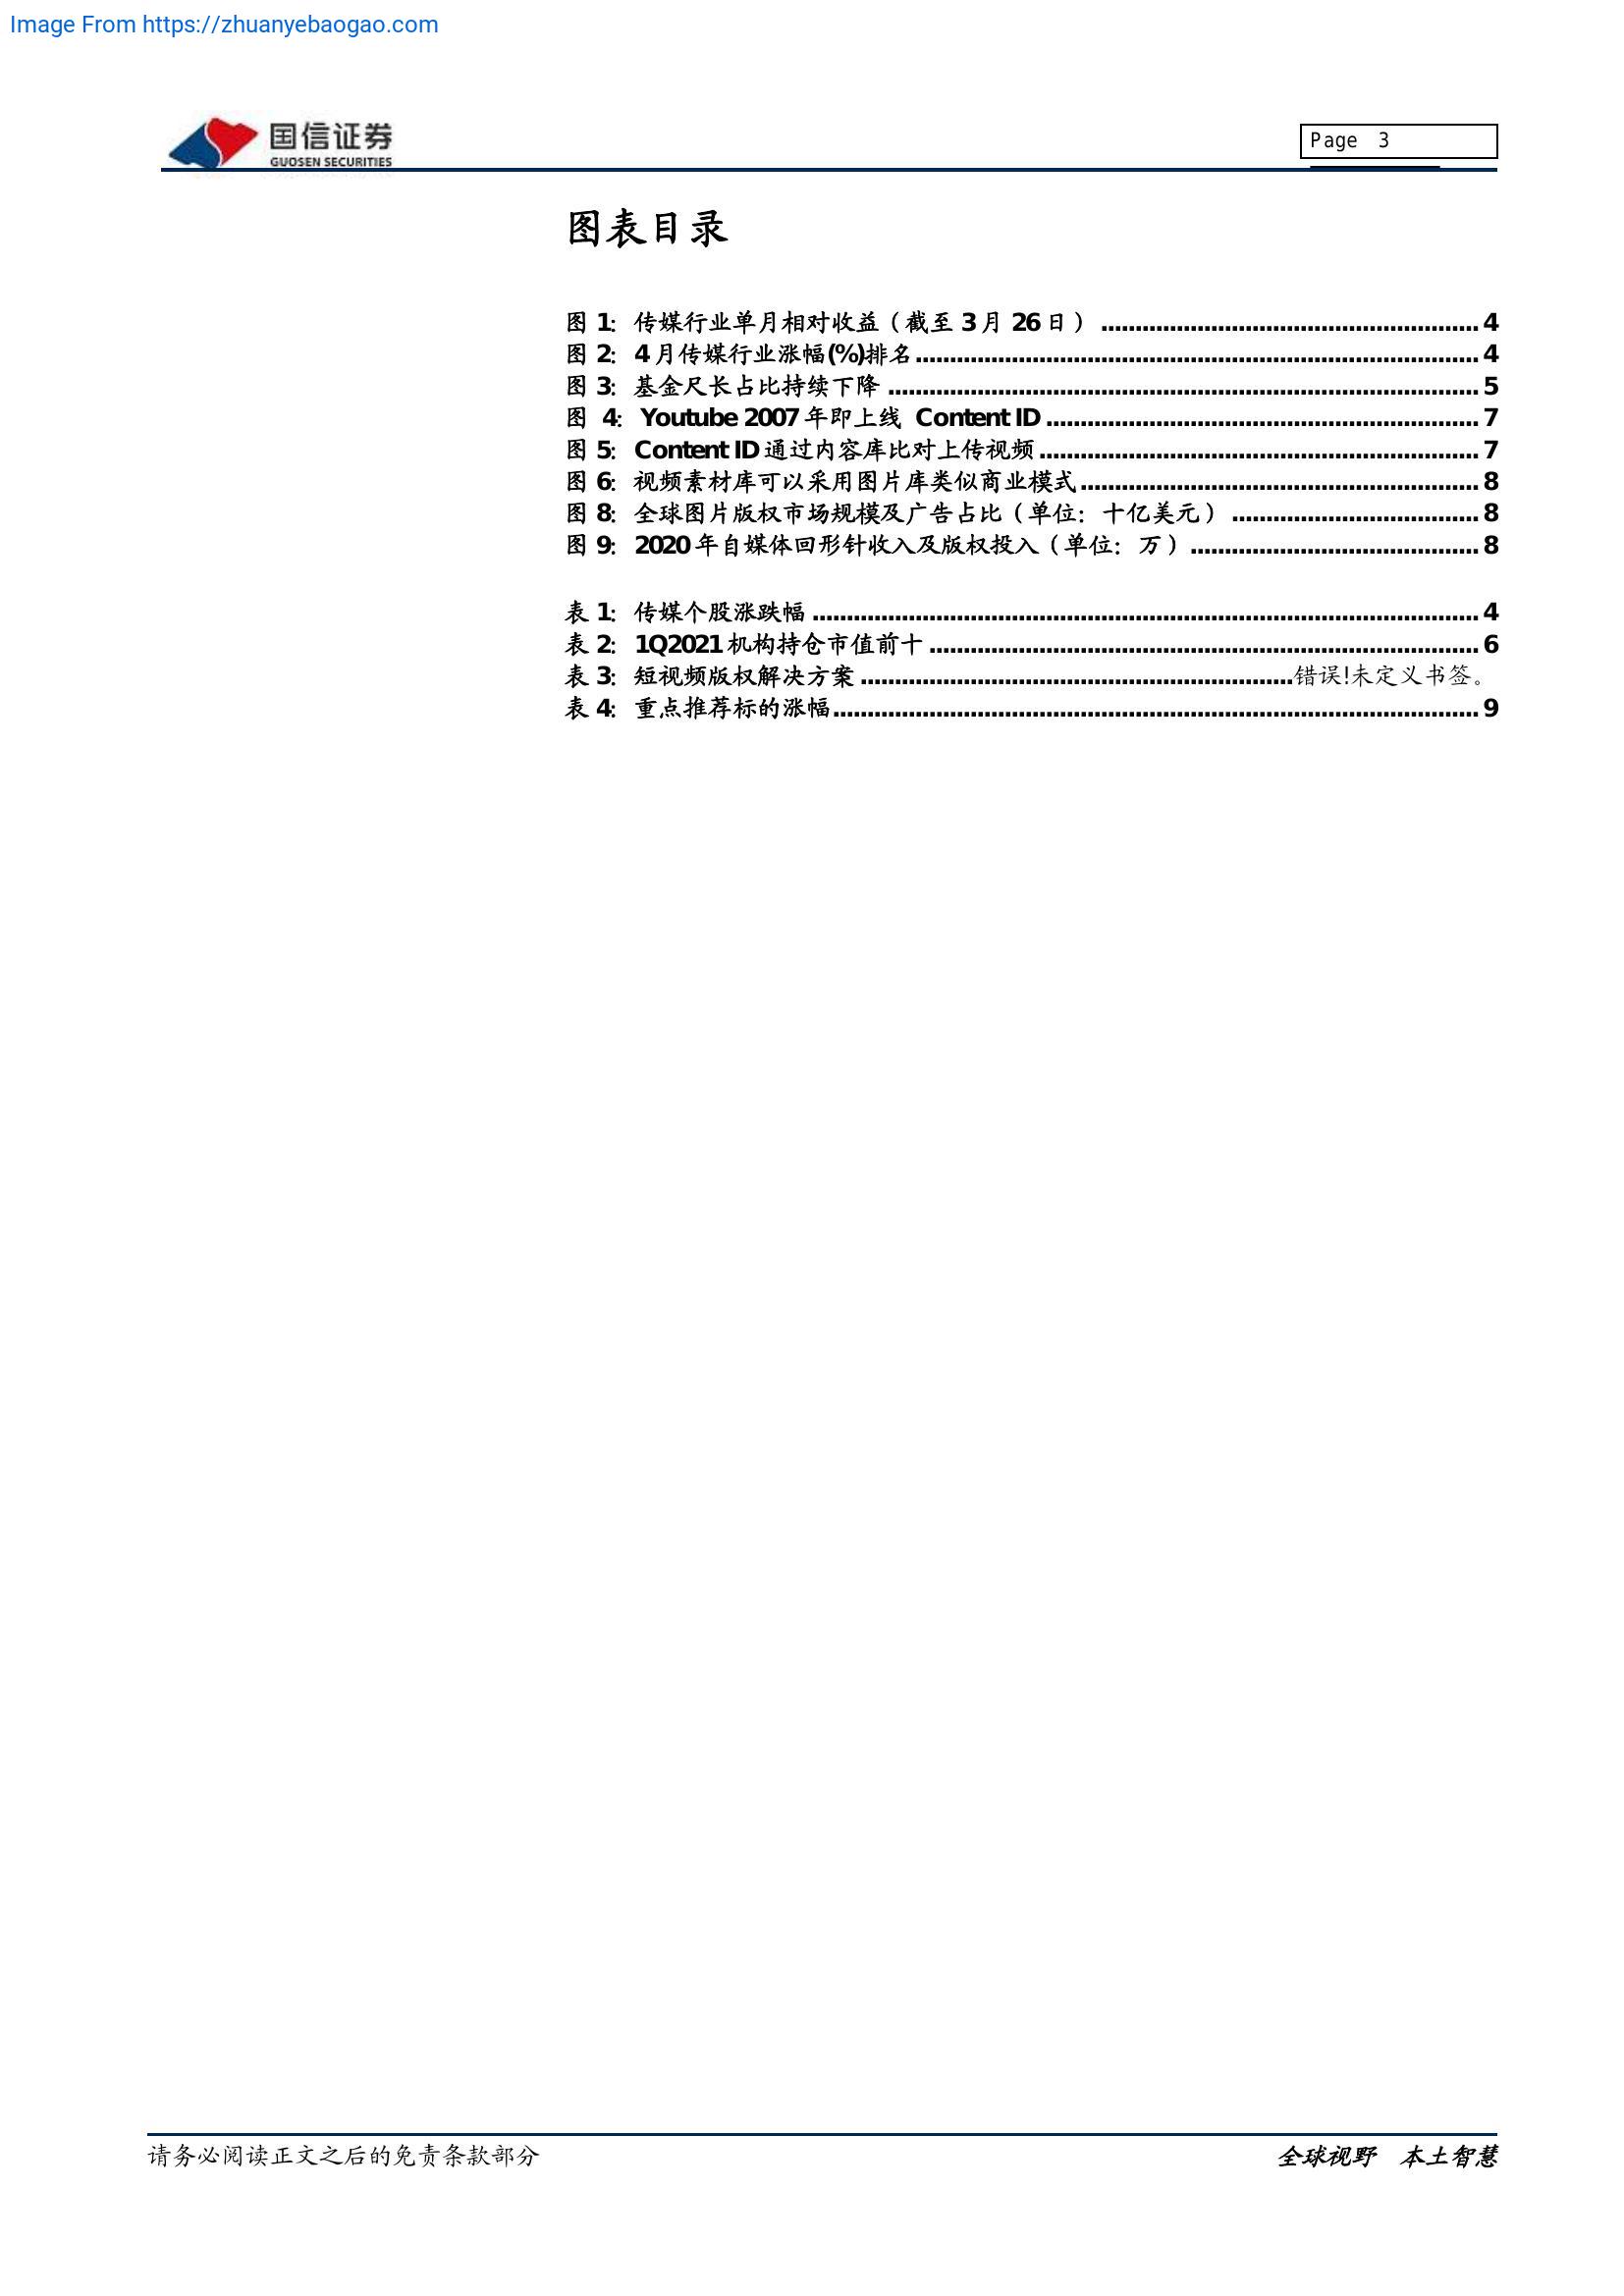 Image From https://zhuanyebaogao.com
国信证券
GUOSEN SECURITIES
Page 3
图表目录
图 1: 传媒行业单月相对收益（截至 3 月 26 日） ........................................................ 4
图 2: 4 月传媒行业涨幅(%)排名 ........................................................ 4
图 3: 基金尺长占比持续下降 ........................................................ 5
图 4: Youtube 2007 年即上线 Content ID ........................................................ 7
图 5: Content ID 通过内容库比对上传视频 ........................................................ 7
图 6: 视频素材库可以采用图片库类似商业模式 ........................................................ 8
图 8: 全球图片版权市场规模及广告占比（单位：十亿美元） ........................................................ 8
图 9: 2020 年自媒体回形针收入及版权投入（单位：万） ........................................................ 8
表 1: 传媒个股涨跌幅 ........................................................ 4
表 2: 1Q2021 机构持仓市值前十 ........................................................ 6
表 3: 短视频版权解决方案 ........................................................错误!未定义书签。
表 4: 重点推荐标的涨幅 ........................................................ 9
请务必阅读正文之后的免责条款部分
全球视野 本土智慧